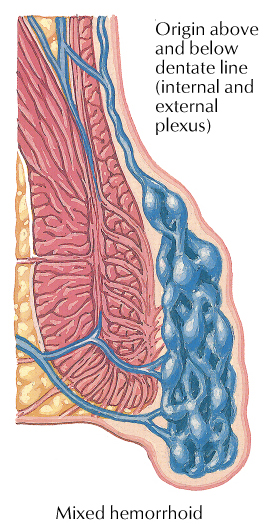 Origin above
and below
dentate line
(internal and
external
plexus)
Mixed hemorrhoid